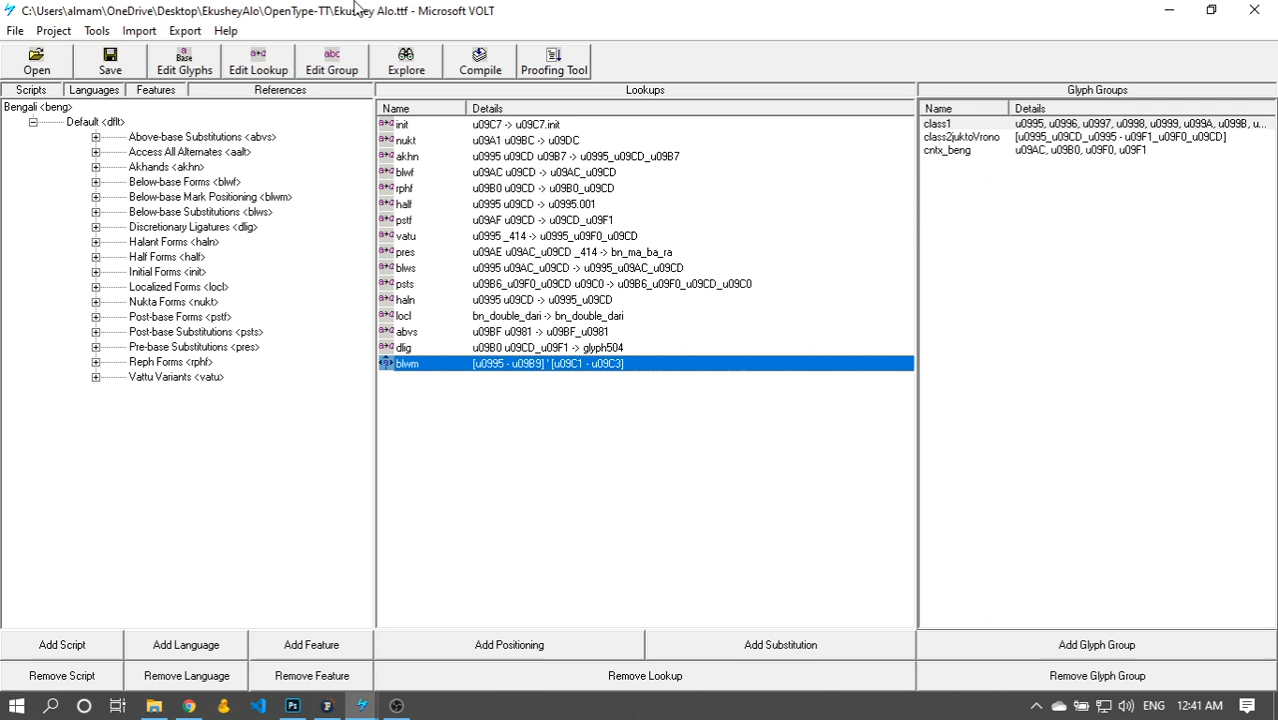 C:\Users\almam\OneDrive\Desktop\EkusheyAlo\OpenType-TT\Ekushey Alo.ttf - Microsoft VOLT
File Project Tools Import Export Help
Open Save Edit Glyphs Edit Lookup Edit Group Explore Compile Proofing Tool
Scripts Languages Features References Lookups Glyph Groups
Bengali <beng>
Default <dflt>
Above-base Substitutions <abvs>
Access All Alternates <aalt>
Akhands <akhn>
Below-base Forms <blwf>
Below-base Mark Positioning <blwm>
Below-base Substitutions <blws>
Discretionary Ligatures <dlig>
Halant Forms <haln>
Half Forms <half>
Initial Forms <init>
Localized Forms <locl>
Nukta Forms <nukt>
Post-base Forms <pstf>
Post-base Substitutions <psts>
Pre-base Substitutions <pres>
Reph Forms <rphf>
Vattu Variants <vatu>
Name Details
init u09C7 -> u09C7.init
nukt u09A1 u09BC -> u09DC
akhn u0995 u09CD u09B7 -> u0995_u09CD_u09B7
blwf u09AC u09CD -> u09AC_u09CD
rphf u09B0 u09CD -> u09B0_u09CD
half u0995 u09CD -> u0995.001
pstf u09AF u09CD -> u09CD_u09F1
vatu u0995 _414 -> u0995_u09F0_u09CD
pres u09AE u09AC_u09CD _414 -> bn_ma_ba_ra
blws u0995 u09AC_u09CD -> u0995_u09AC_u09CD
psts u09B6_u09F0_u09CD u09C0 -> u09B6_u09F0_u09CD_u09C0
haln u0995 u09CD -> u0995_u09CD
locl bn_double_dari -> bn_double_dari
abvs u09BF u0981 -> u09BF_u0981
dlig u09B0 u09CD_u09F1 -> glyph504
blwm [u0995 - u09B9] ' [u09C1 - u09C3]
Name Details
class1 u0995, u0996, u0997, u0998, u0999, u099A, u099B, u...
class2juktoVrono [u0995_u09CD_u0995 - u09F1_u09F0_u09CD]
cntx_beng u09AC, u09B0, u09F0, u09F1
Add Script Add Language Add Feature Add Positioning Add Substitution Add Glyph Group
Remove Script Remove Language Remove Feature Remove Lookup Remove Glyph Group
ENG 12:41 AM